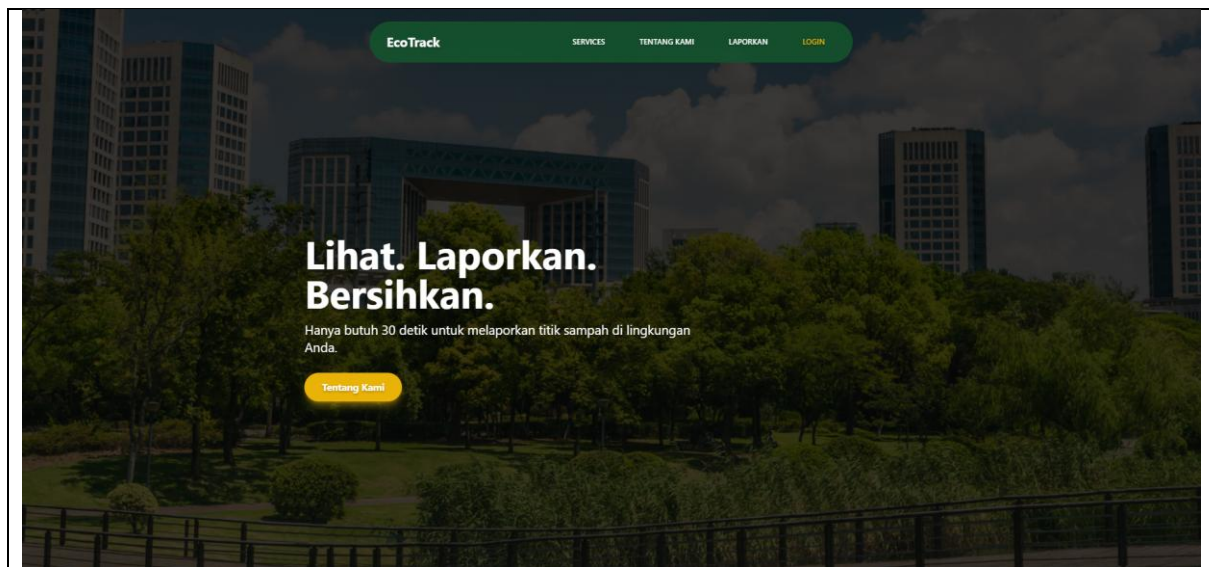 EcoTrack
SERVICES TENTANG KAMI LAPORKAN LOGIN
Lihat. Laporkan.
Bersihkan.
Hanya butuh 30 detik untuk melaporkan titik sampah di lingkungan
Anda.
Tentang Kami